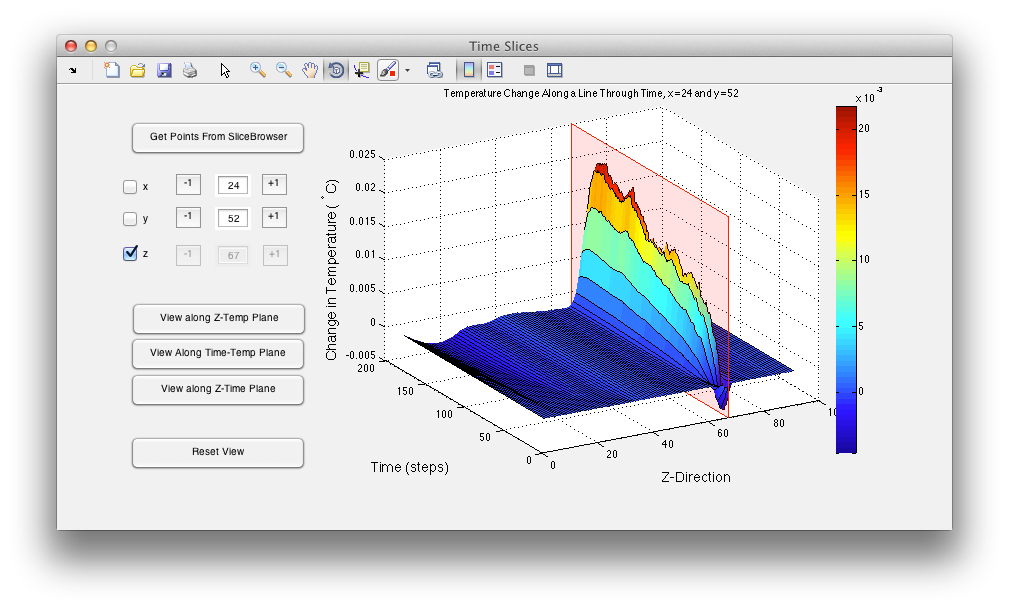 Time Slices
Temperature Change Along a Line Through Time, x=24 and y=52
Get Points From SliceBrowser
x -1 24 +1
y -1 52 +1
z -1 67 +1
View along Z-Temp Plane
View Along Time-Temp Plane
View along Z-Time Plane
Reset View
Change in Temperature (°C)
0.025
0.02
0.015
0.01
0.005
0
-0.005
200
150
100
50
0
Time (steps)
0
20
40
60
80
10
Z-Direction
x 10-3
20
15
10
5
0